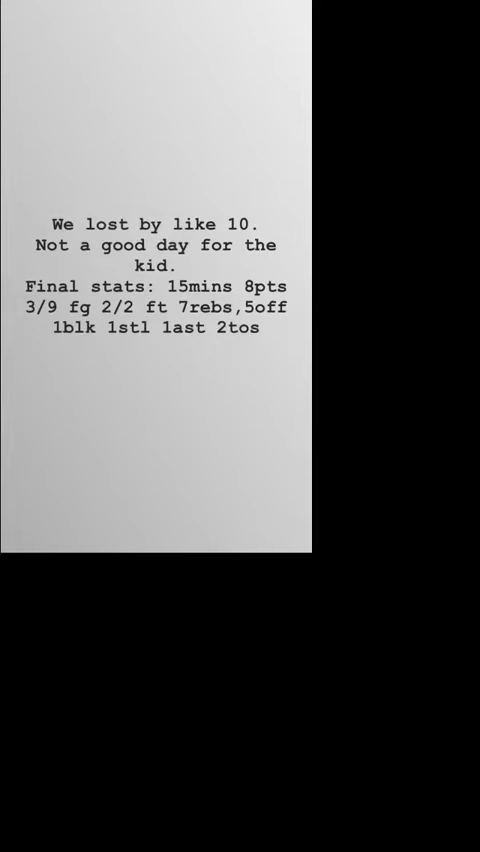 We lost by like 10.
Not a good day for the
kid.
Final stats: 15mins 8pts
3/9 fg 2/2 ft 7rebs,5off
1blk 1stl 1ast 2tos